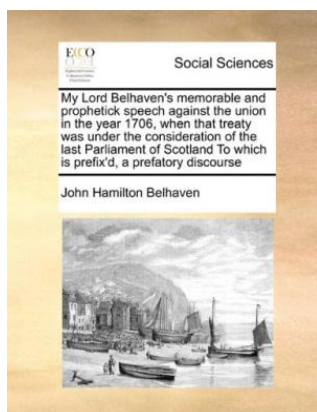 ECCO
Social Sciences
My Lord Belhaven's memorable and
prophetick speech against the union
in the year 1706, when that treaty
was under the consideration of the
last Parliament of Scotland To which
is prefix'd, a prefatory discourse
John Hamilton Belhaven